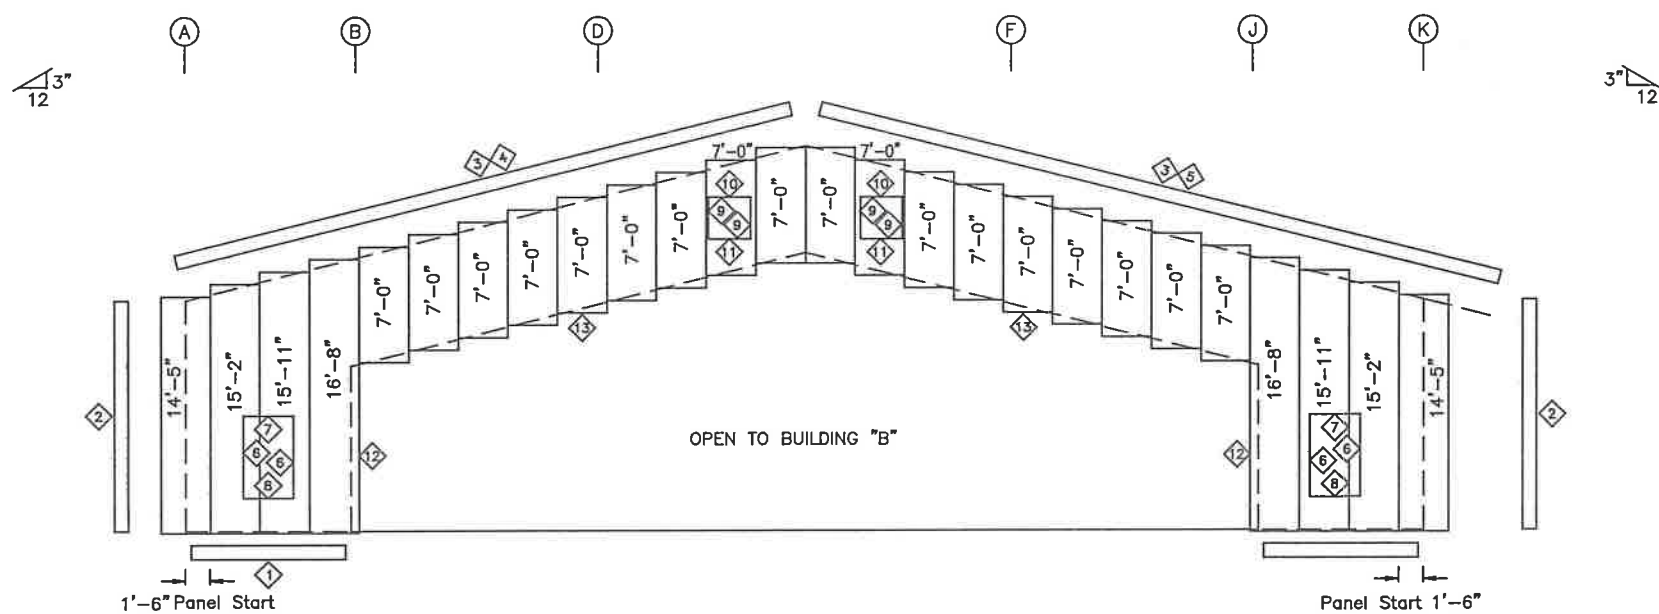 A B D F J K
3" 12
3" 12
3 4
3 5
7'-0" 7'-0"
10 10
7'-0" 7'-0"
9 9 9 9
7'-0" 7'-0" 7'-0" 7'-0"
11 11
7'-0" 7'-0" 7'-0" 7'-0"
7'-0" 7'-0" 7'-0" 7'-0"
7'-0" 7'-0" 7'-0" 7'-0"
13 13
14'-5" 15'-2" 15'-11" 16'-8"
16'-8" 15'-11" 15'-2" 14'-5"
2 2
7 7
OPEN TO BUILDING "B"
6 6 12 12 6 6
8 8
1
1'-6" Panel Start
Panel Start 1'-6"